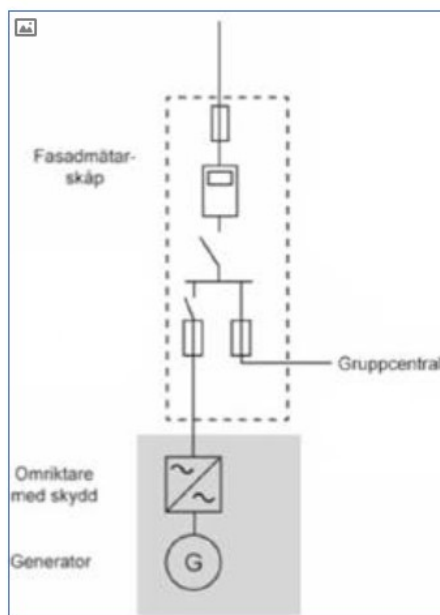 Fasadmätar-
skåp
Gruppcentral
Omriktare
med skydd
Generator
G